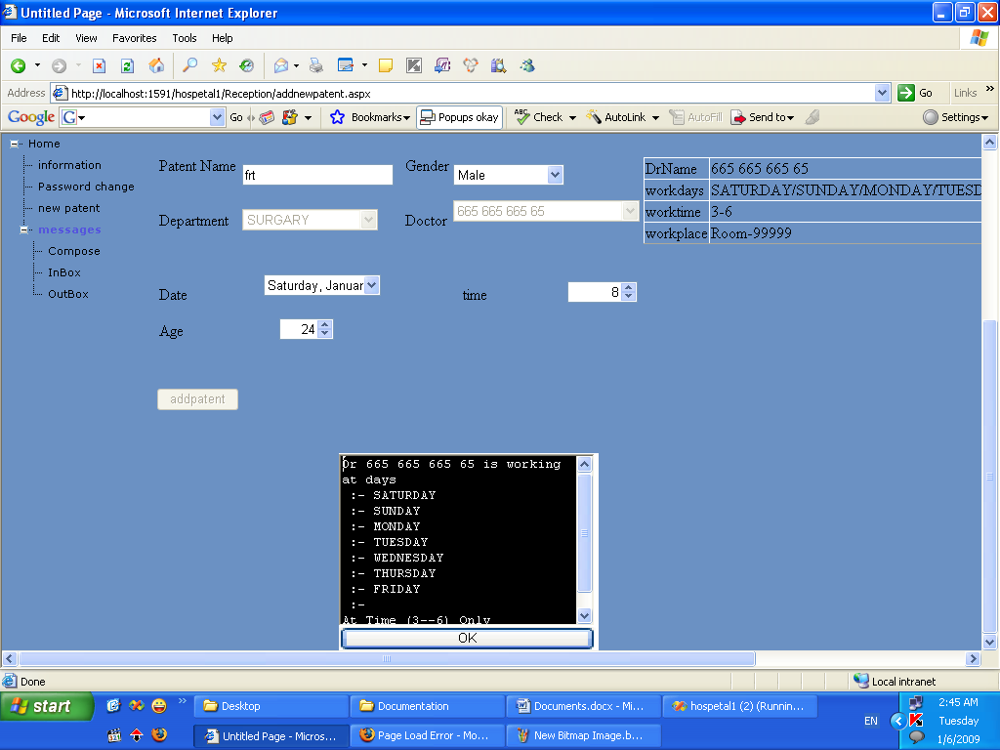 Untitled Page - Microsoft Internet Explorer
File Edit View Favorites Tools Help
Address http://localhost:1591/hospetal1/Reception/addnewpatent.aspx Go Links »
Google G Go Bookmarks Popups okay ABC Check AutoLink AutoFill Send to Settings
Home
information
Password change
new patent
messages
Compose
InBox
OutBox
Patent Name frt Gender Male
Department SURGARY Doctor 665 665 665 65
DrName 665 665 665 65
workdays SATURDAY/SUNDAY/MONDAY/TUESD
worktime 3-6
workplace Room-99999
Date Saturday, Januar time 8
Age 24
addpatent
Dr 665 665 665 65 is working
at days
:- SATURDAY
:- SUNDAY
:- MONDAY
:- TUESDAY
:- WEDNESDAY
:- THURSDAY
:- FRIDAY
:-
At Time (3--6) Only
OK
Done Local intranet
start » Desktop Documentation Documents.docx - Mi... hospetal1 (2) (Runnin... 2:45 AM
EN Tuesday
Untitled Page - Micros... Page Load Error - Mo... New Bitmap Image.b... 1/6/2009